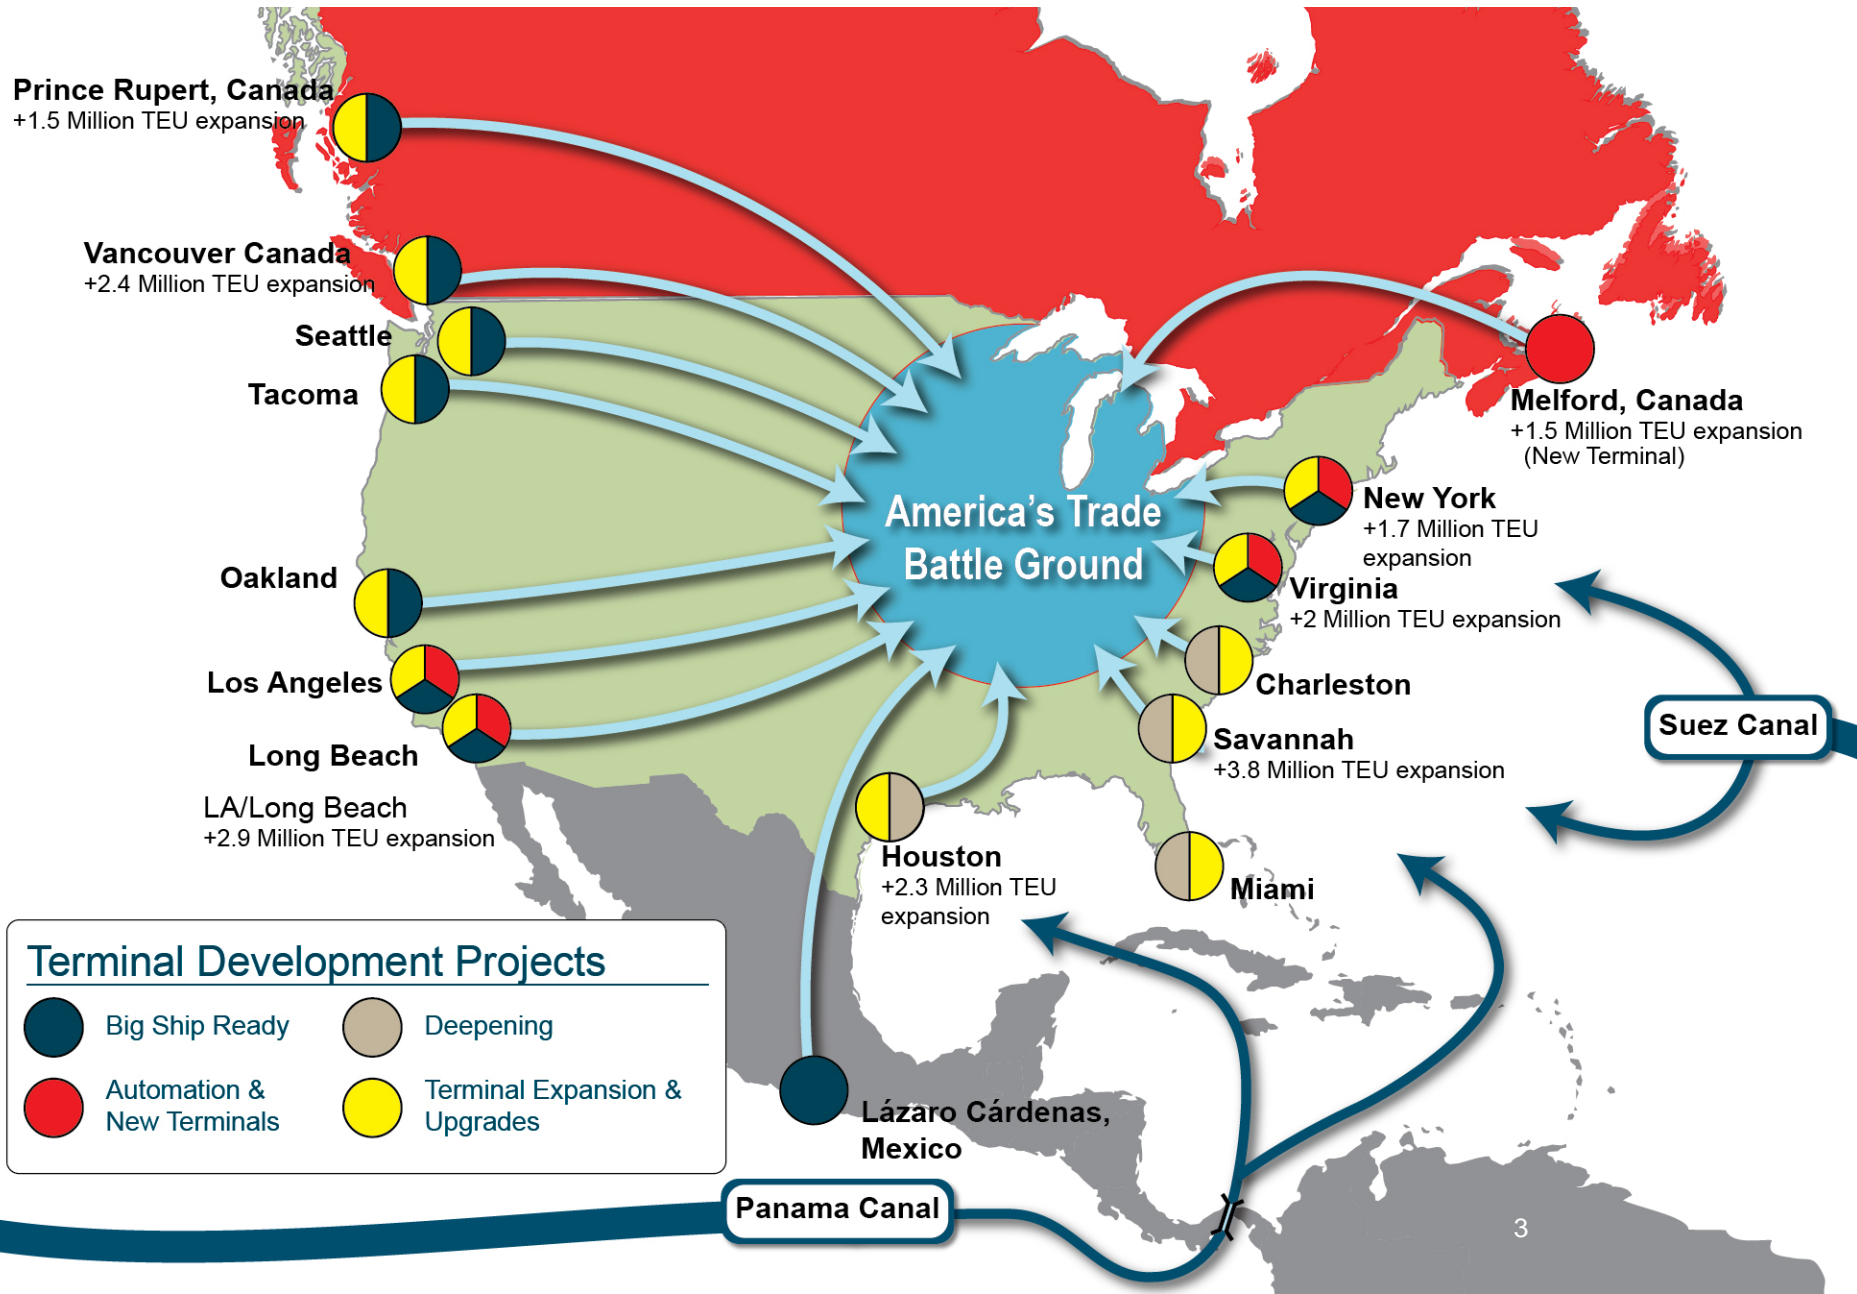 Prince Rupert, Canada
+1.5 Million TEU expansion
Vancouver Canada
+2.4 Million TEU expansion
Seattle
Tacoma
Oakland
Los Angeles
Long Beach
LA/Long Beach
+2.9 Million TEU expansion
America's Trade
Battle Ground
Melford, Canada
+1.5 Million TEU expansion
(New Terminal)
New York
+1.7 Million TEU
expansion
Virginia
+2 Million TEU expansion
Charleston
Savannah
+3.8 Million TEU expansion
Houston
+2.3 Million TEU
expansion
Miami
Suez Canal
Lázaro Cárdenas,
Mexico
Panama Canal
Terminal Development Projects
Big Ship Ready
Deepening
Automation &
New Terminals
Terminal Expansion &
Upgrades
3